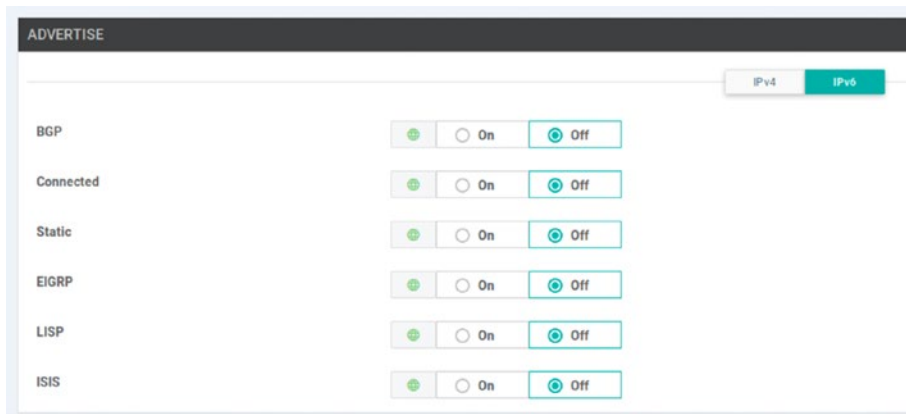 ADVERTISE
IPv4 IPv6
BGP On Off
Connected On Off
Static On Off
EIGRP On Off
LISP On Off
ISIS On Off